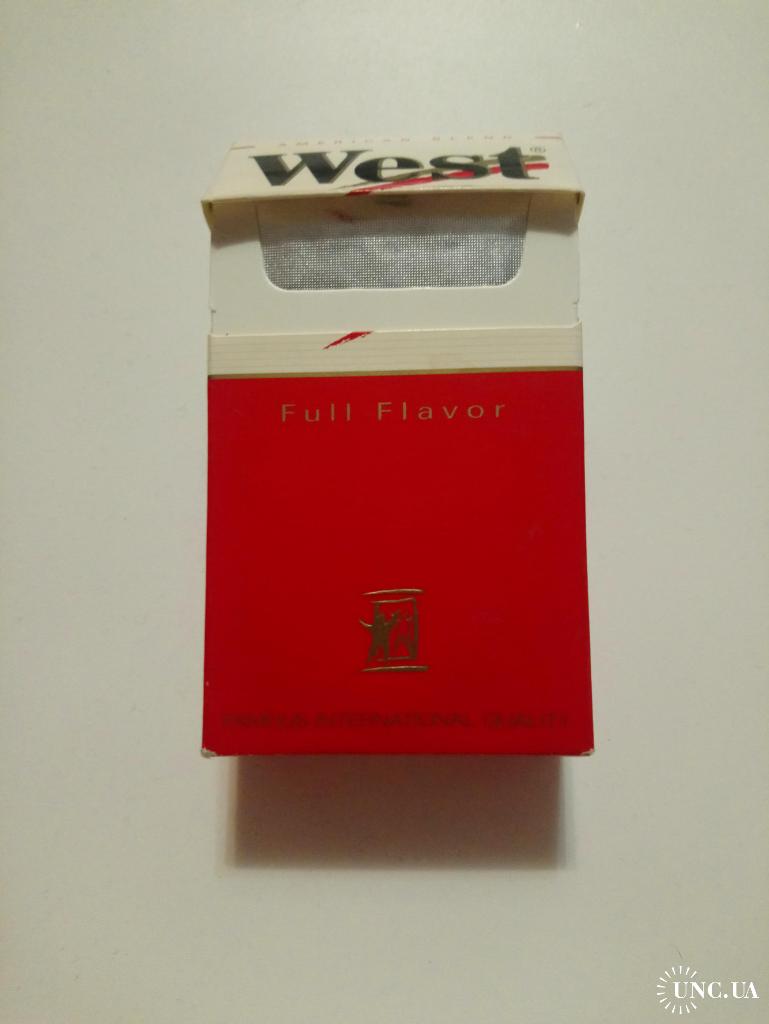 AMERICAN BLEND
West®
Full Flavor
FAMOUS INTERNATIONAL QUALITY
UNC.UA